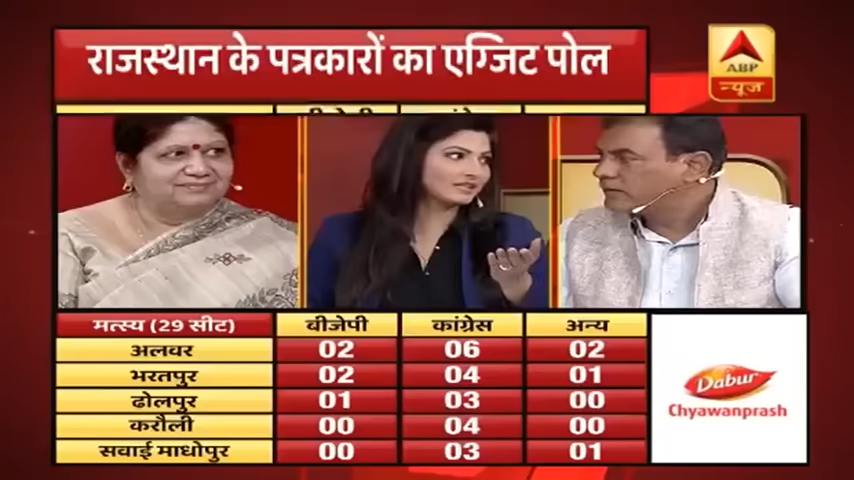 राजस्थान के पत्रकारों का एग्जिट पोल
ABP
न्यूज़
मत्स्य (29 सीट) बीजेपी कांग्रेस अन्य
अलवर 02 06 02
भरतपुर 02 04 01
ढोलपुर 01 03 00
करौली 00 04 00
सवाई माधोपुर 00 03 01
Dabur
Chyawanprash